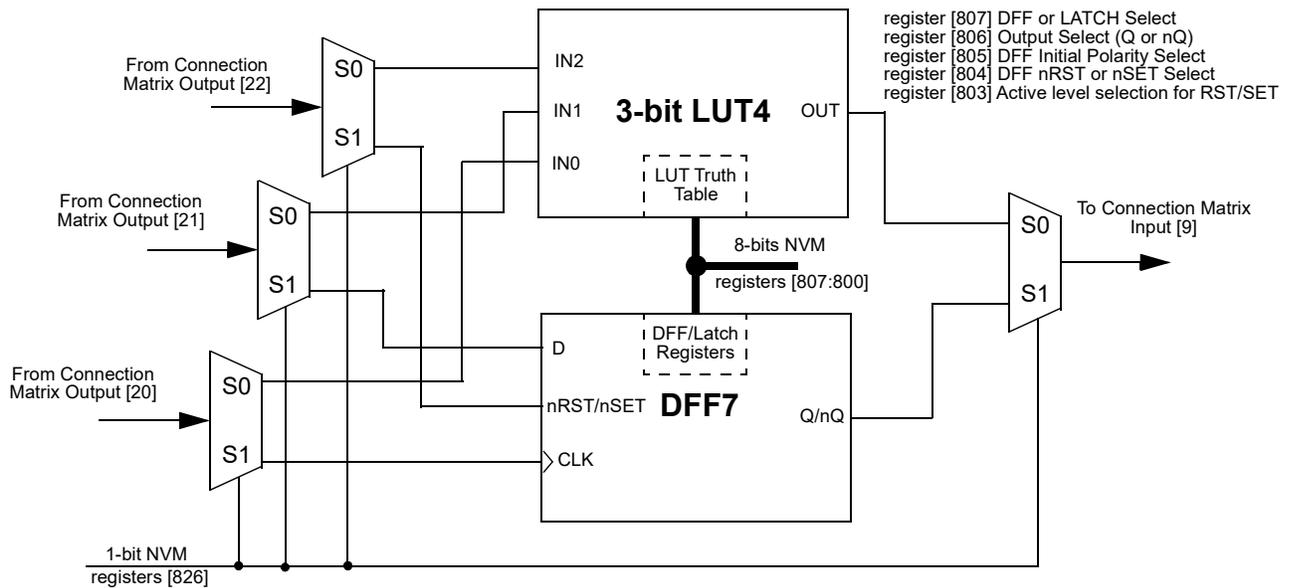 register [807] DFF or LATCH Select
register [806] Output Select (Q or nQ)
register [805] DFF Initial Polarity Select
register [804] DFF nRST or nSET Select
register [803] Active level selection for RST/SET
From Connection
Matrix Output [22]
S0
S1
IN2
IN1
IN0
3-bit LUT4
OUT
LUT Truth
Table
From Connection
Matrix Output [21]
S0
S1
8-bits NVM
registers [807:800]
To Connection Matrix
Input [9]
S0
S1
From Connection
Matrix Output [20]
S0
S1
DFF/Latch
Registers
D
nRST/nSET
DFF7
Q/nQ
CLK
1-bit NVM
registers [826]